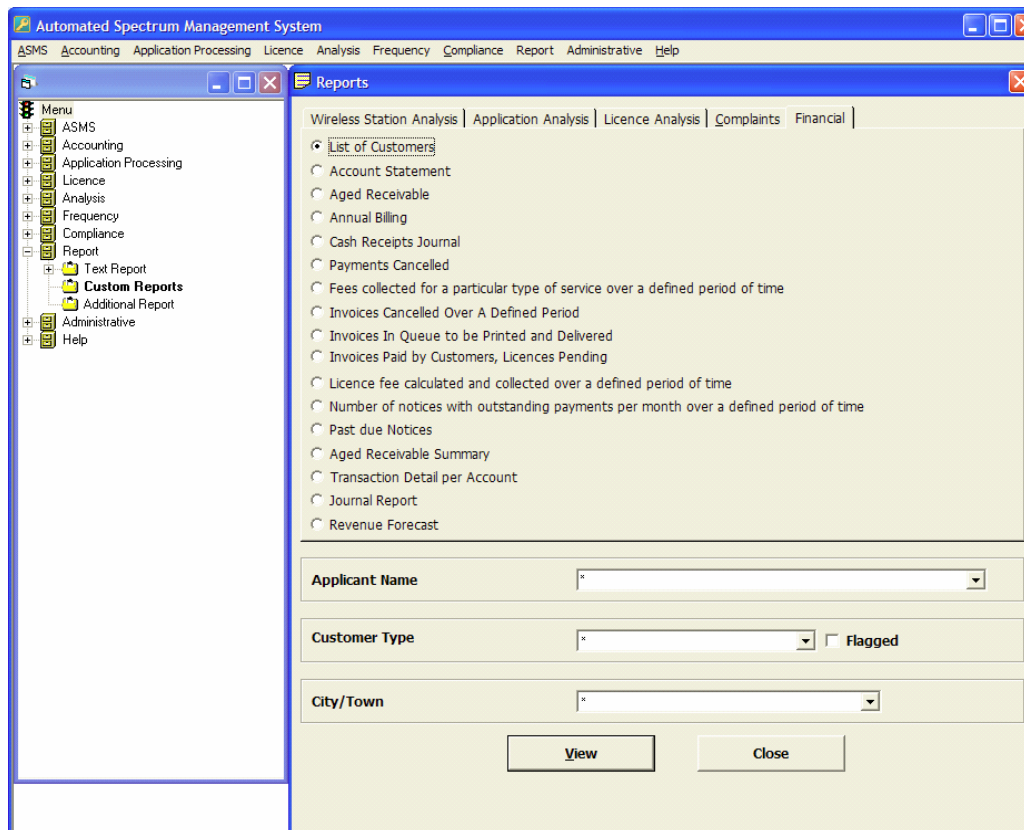 Automated Spectrum Management System
ASMS Accounting Application Processing Licence Analysis Frequency Compliance Report Administrative Help
Menu
ASMS
Accounting
Application Processing
Licence
Analysis
Frequency
Compliance
Report
Text Report
Custom Reports
Additional Report
Administrative
Help
Reports
Wireless Station Analysis Application Analysis Licence Analysis Complaints Financial
List of Customers
Account Statement
Aged Receivable
Annual Billing
Cash Receipts Journal
Payments Cancelled
Fees collected for a particular type of service over a defined period of time
Invoices Cancelled Over A Defined Period
Invoices In Queue to be Printed and Delivered
Invoices Paid by Customers, Licences Pending
Licence fee calculated and collected over a defined period of time
Number of notices with outstanding payments per month over a defined period of time
Past due Notices
Aged Receivable Summary
Transaction Detail per Account
Journal Report
Revenue Forecast
Applicant Name *
Customer Type * Flagged
City/Town *
View Close